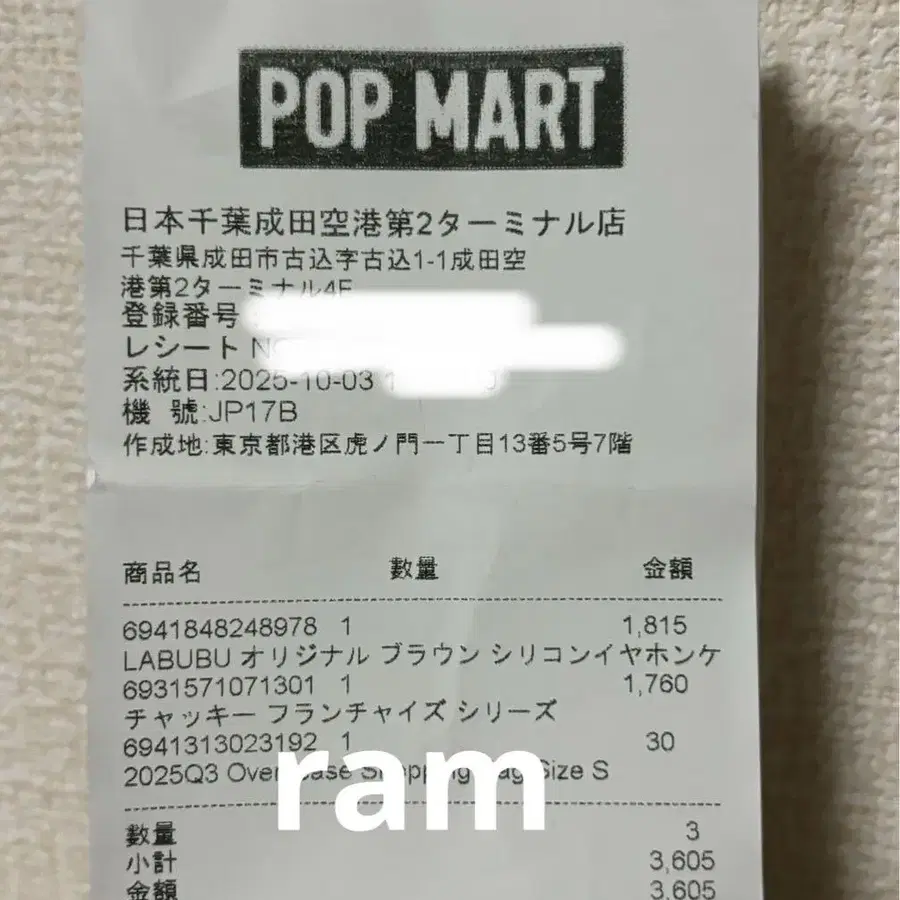 POP MART
日本千葉成田空港第2ターミナル店
千葉県成田市古込字古込1-1成田空
港第2ターミナル4F
登録番号
レシート
系統日:2025-10-03
機 號:JP17B
作成地:東京都港区虎ノ門一丁目13番5号7階
商品名 數量 金額
6941848248978 1 1,815
LABUBU オリジナル ブラウン シリコンイヤホンケ
6931571071301 1 1,760
チャッキー フランチャイズ シリーズ
6941313023192 1 30
2025Q3 Size S
ram
數量 3
小計 3,605
金額 3,605